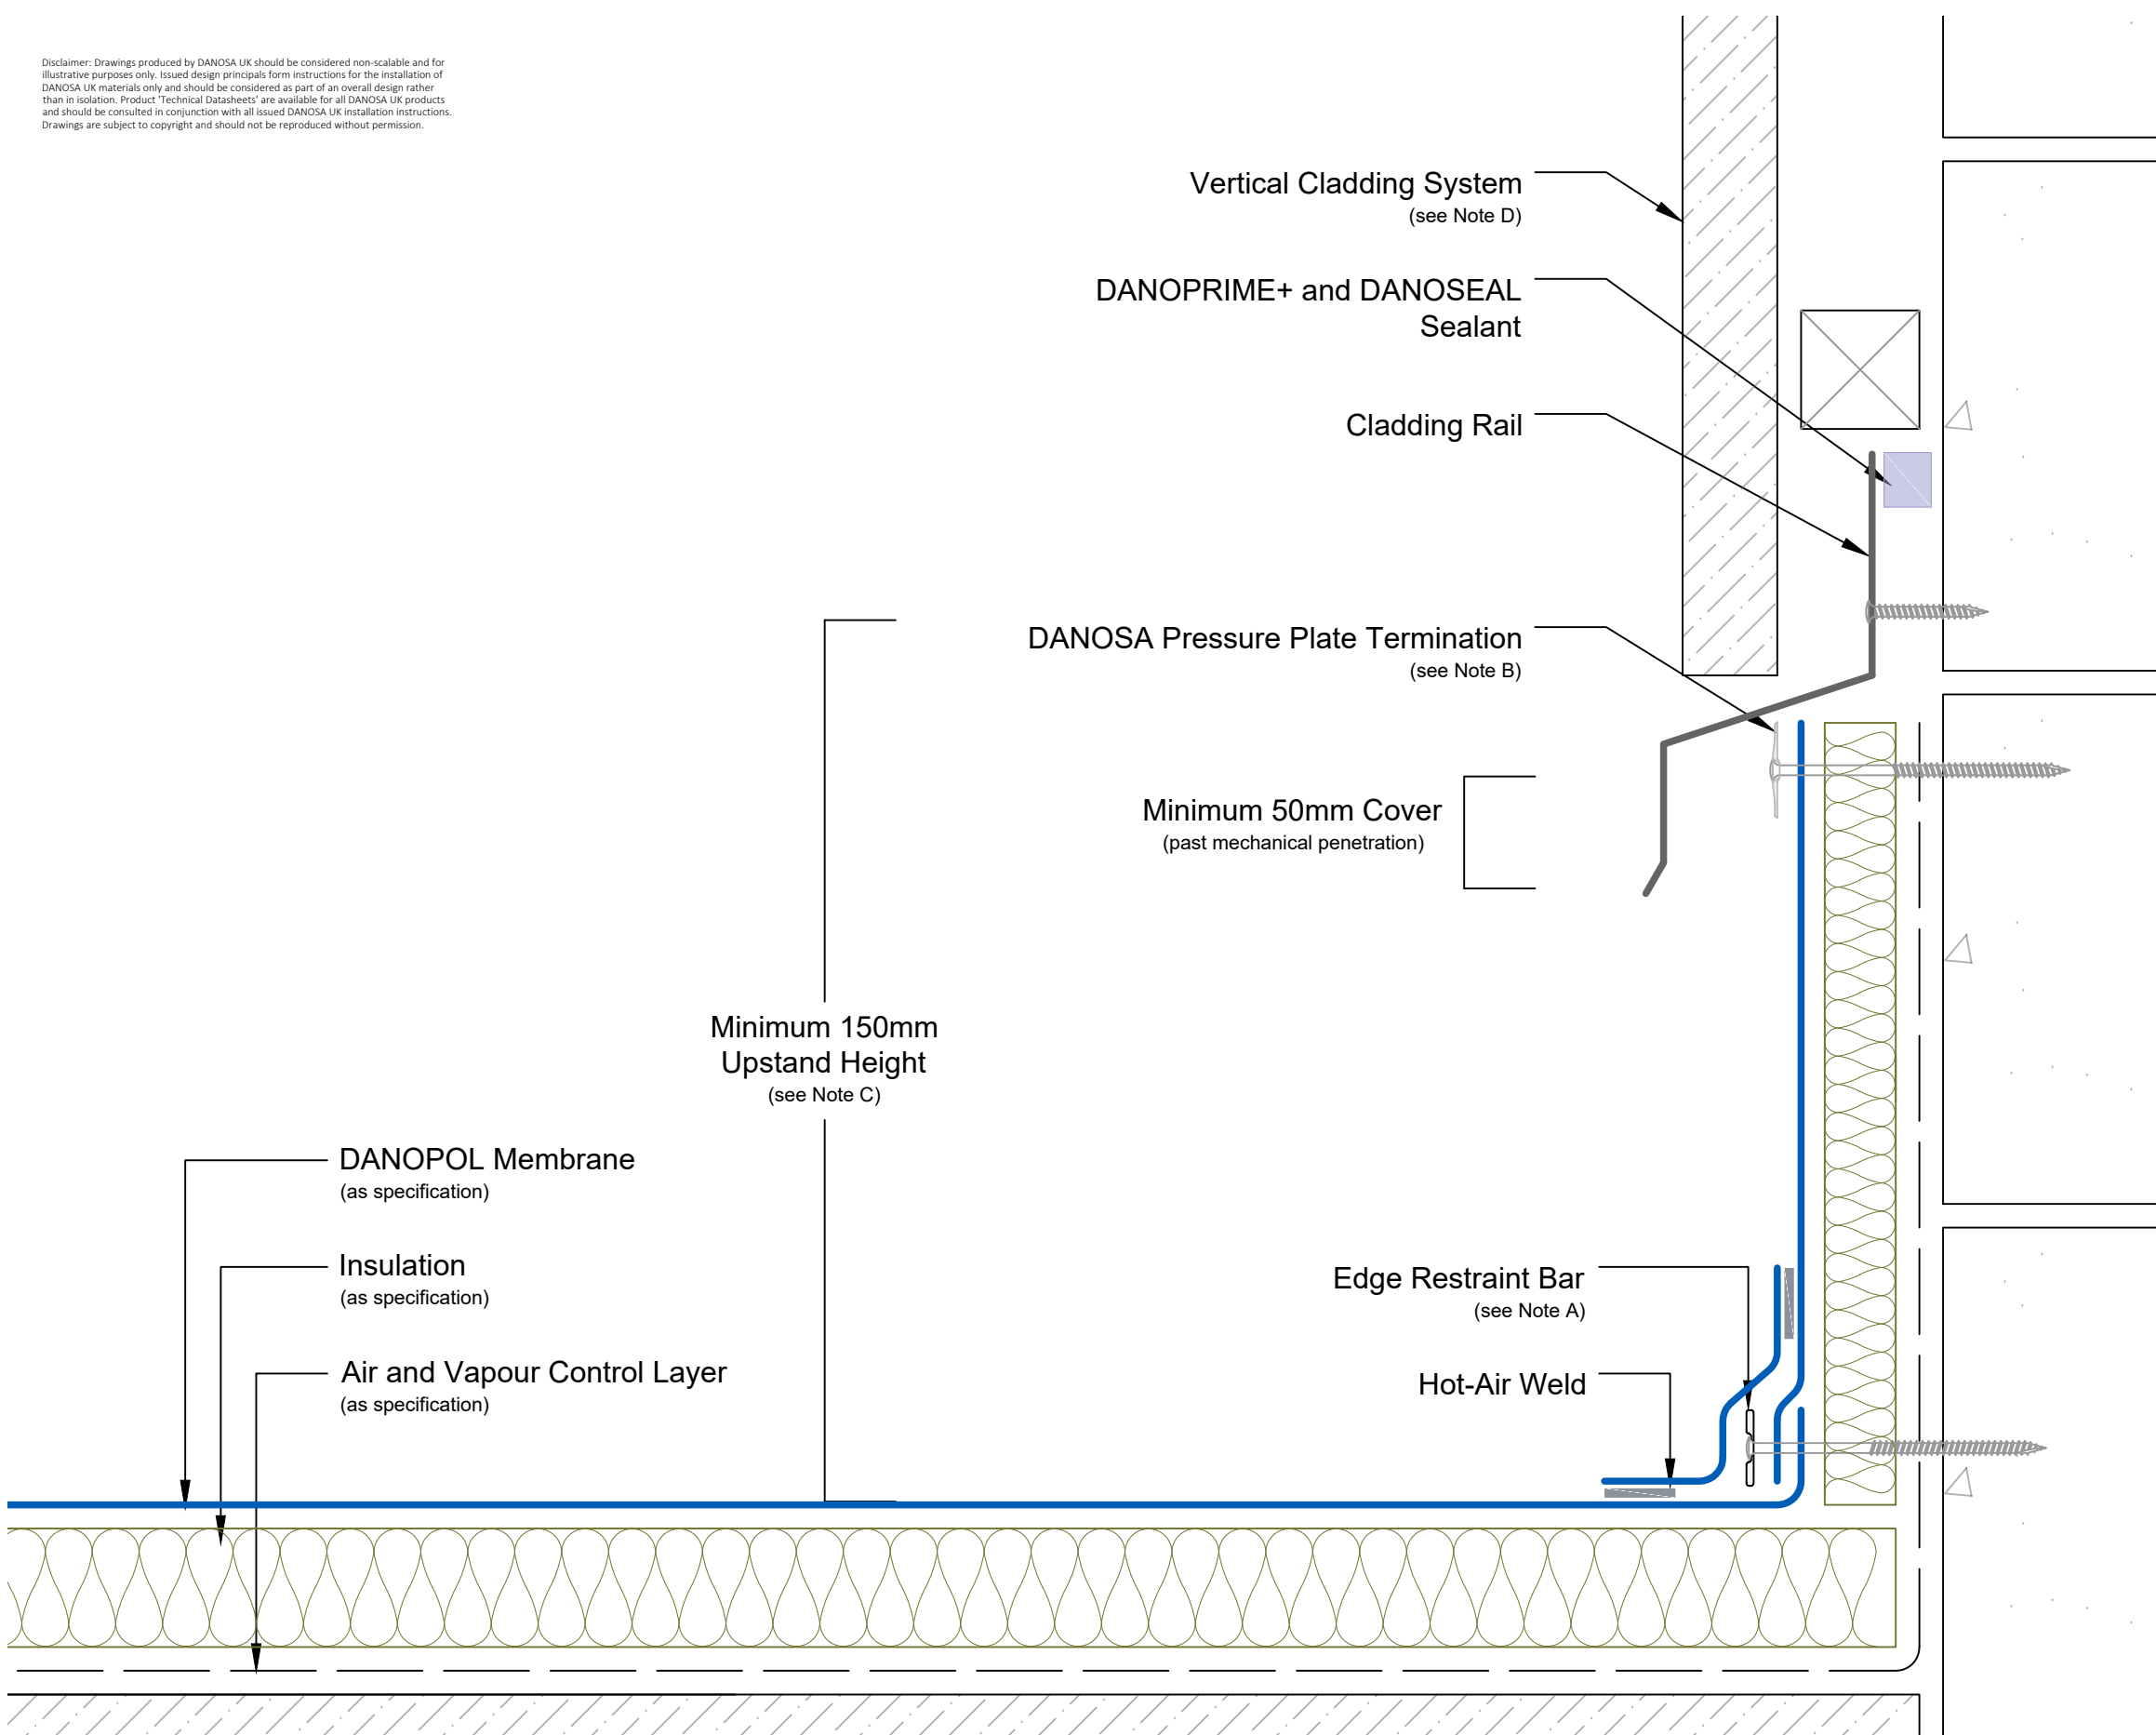 Disclaimer: Drawings produced by DANOSA UK should be considered non-scalable and for
illustrative purposes only. Issued design principals form instructions for the installation of
DANOSA UK materials only and should be considered as part of an overall design rather
than in isolation. Product 'Technical Datasheets' are available for all DANOSA UK products
and should be consulted in conjunction with all issued DANOSA UK installation instructions.
Drawings are subject to copyright and should not be reproduced without permission.
Vertical Cladding System
(see Note D)
DANOPRIME+ and DANOSEAL
Sealant
Cladding Rail
DANOSA Pressure Plate Termination
(see Note B)
Minimum 50mm Cover
(past mechanical penetration)
Minimum 150mm
Upstand Height
(see Note C)
DANOPOL Membrane
(as specification)
Insulation
(as specification)
Air and Vapour Control Layer
(as specification)
Edge Restraint Bar
(see Note A)
Hot-Air Weld